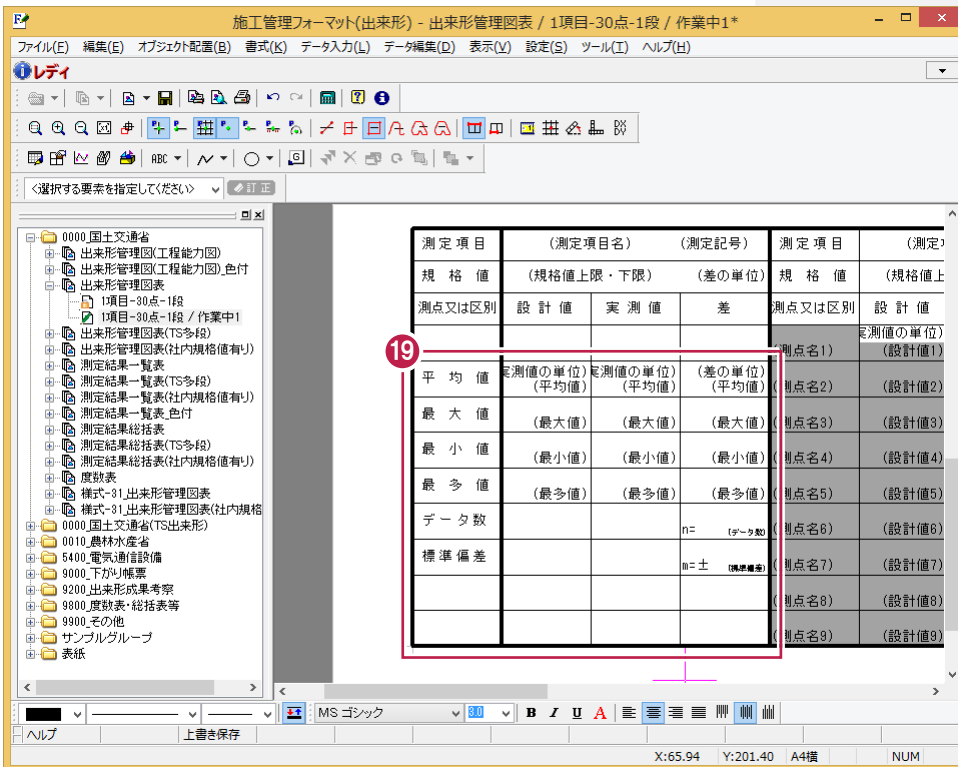 施工管理フォーマット(出来形) - 出来形管理図表 / 1項目-30点-1段 / 作業中1*
ファイル(F) 編集(E) オブジェクト配置(B) 書式(K) データ入力(L) データ編集(D) 表示(V) 設定(S) ツール(T) ヘルプ(H)
レディ
ABC
<選択する要素を指定してください> 訂正
0000_国土交通省
出来形管理図(工程能力図)
出来形管理図(工程能力図)_色付
出来形管理図表
1項目-30点-1段
1項目-30点-1段 / 作業中1
出来形管理図表(TS多段)
出来形管理図表(社内規格値有り)
測定結果一覧表
測定結果一覧表(TS多段)
測定結果一覧表(社内規格値有り)
測定結果一覧表_色付
測定結果総括表
測定結果総括表(TS多段)
測定結果総括表(社内規格値有り)
度数表
様式-31_出来形管理図表
様式-31_出来形管理図表(社内規格
0000_国土交通省(TS出来形)
0010_農林水産省
5400_電気通信設備
9000_下がり帳票
9200_出来形成果考察
9800_度数表・総括表等
9900_その他
サンプルグループ
表紙
測定項目 (測定項目名) (測定記号) 測定項目 (測定
規格値 (規格値上限・下限) (差の単位) 規格値 (規格値上
測点又は区別 設計値 実測値 差 測点又は区別 設計値
実測値の単位)
(測点名1) (設計値1)
19
平均値 実測値の単位) 実測値の単位) (差の単位)
(平均値) (平均値) (平均値) (測点名2) (設計値2)
最大値 (最大値) (最大値) (最大値) (測点名3) (設計値3)
最小値 (最小値) (最小値) (最小値) (測点名4) (設計値4)
最多値 (最多値) (最多値) (最多値) (測点名5) (設計値5)
データ数 n= (データ数) (測点名6) (設計値6)
標準偏差 m=± (標準偏差) (測点名7) (設計値7)
(測点名8) (設計値8)
(測点名9) (設計値9)
MS ゴシック 3.0 B I U A
ヘルプ 上書き保存
X:65.94 Y:201.40 A4横 NUM